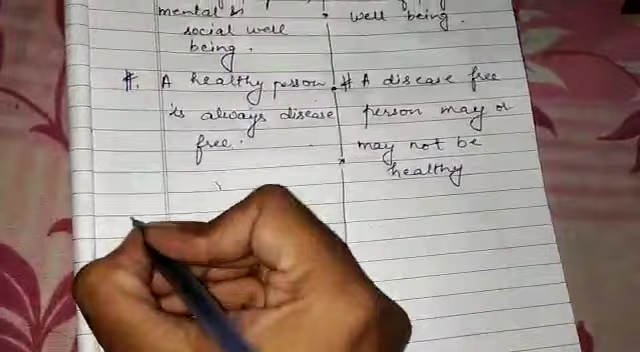 mental & well being.
social well
being.
#. A healthy person # A disease free
is always disease person may or
free. may not be
healthy